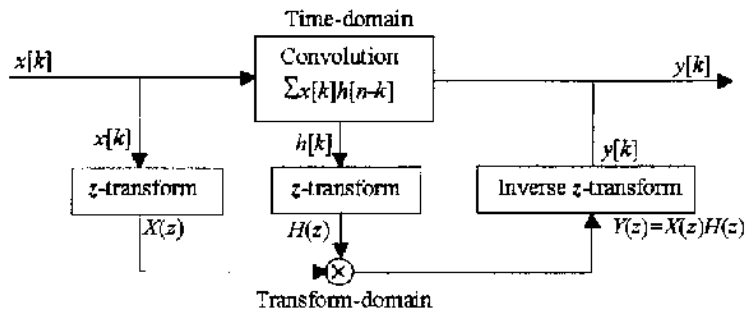 Time-domain
x[k]
Convolution
∑x[k]h[n-k]
y[k]
x[k]
h[k]
y[k]
z-transform
z-transform
Inverse z-transform
X(z)
H(z)
Y(z)=X(z)H(z)
×
Transform-domain